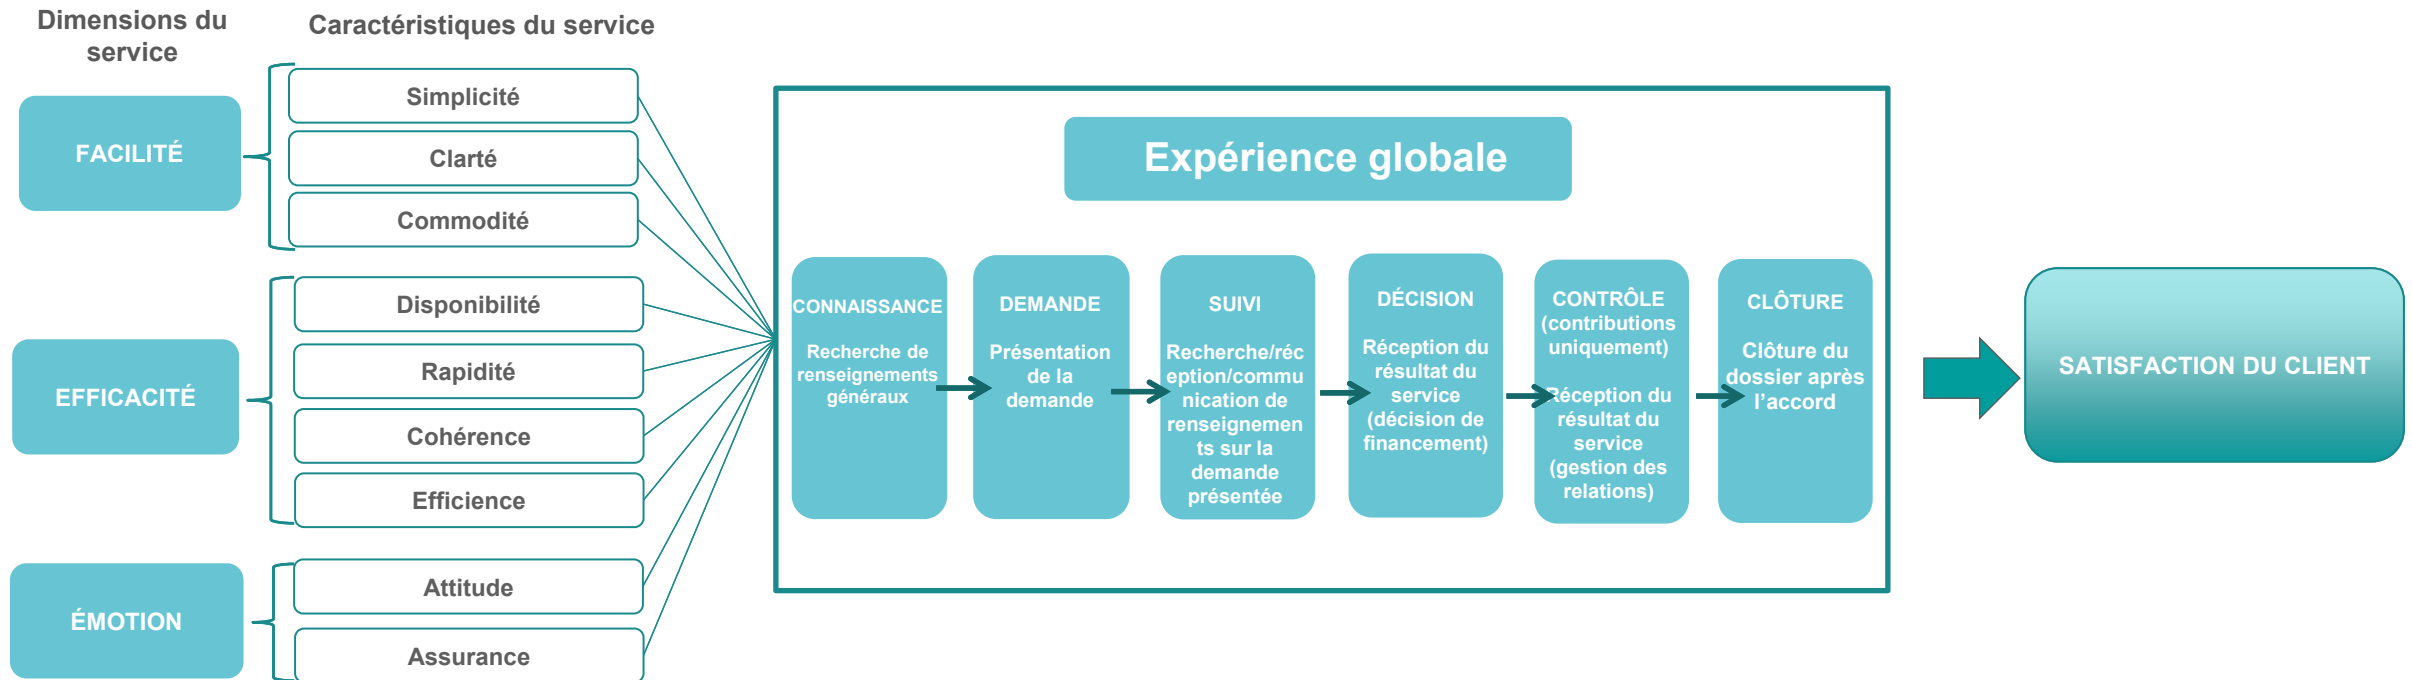 Dimensions du
service
Caractéristiques du service
FACILITÉ
Simplicité
Clarté
Commodité
EFFICACITÉ
Disponibilité
Rapidité
Cohérence
Efficience
ÉMOTION
Attitude
Assurance
Expérience globale
CONNAISSANCE
Recherche de
renseignements
généraux
DEMANDE
Présentation
de la
demande
SUIVI
Recherche/réc
eption/commu
nication de
renseignemen
ts sur la
demande
présentée
DÉCISION
Réception du
résultat du
service
(décision de
financement)
CONTRÔLE
(contributions
uniquement)
Réception du
résultat du
service
(gestion des
relations)
CLÔTURE
Clôture du
dossier après
l’accord
SATISFACTION DU CLIENT